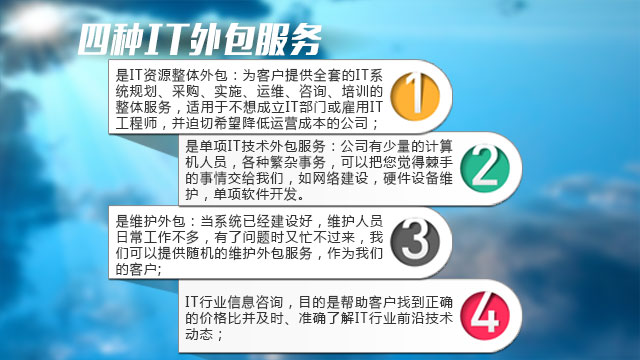 四种IT外包服务
是IT资源整体外包：为客户提供全套的IT系
统规划、采购、实施、运维、咨询、培训的
整体服务，适用于不想成立IT部门或雇用IT
工程师，并迫切希望降低运营成本的公司；
1
是单项IT技术外包服务：公司有少量的计算
机人员，各种繁杂事务，可以把您觉得棘手
的事情交给我们，如网络建设，硬件设备维
护，单项软件开发。
2
是维护外包：当系统已经建设好，维护人员
日常工作不多，有了问题时又忙不过来，我
们可以提供随机的维护外包服务，作为我们
的客户;
3
IT行业信息咨询，目的是帮助客户找到正确
的价格比并及时、准确了解IT行业前沿技术
动态；
4